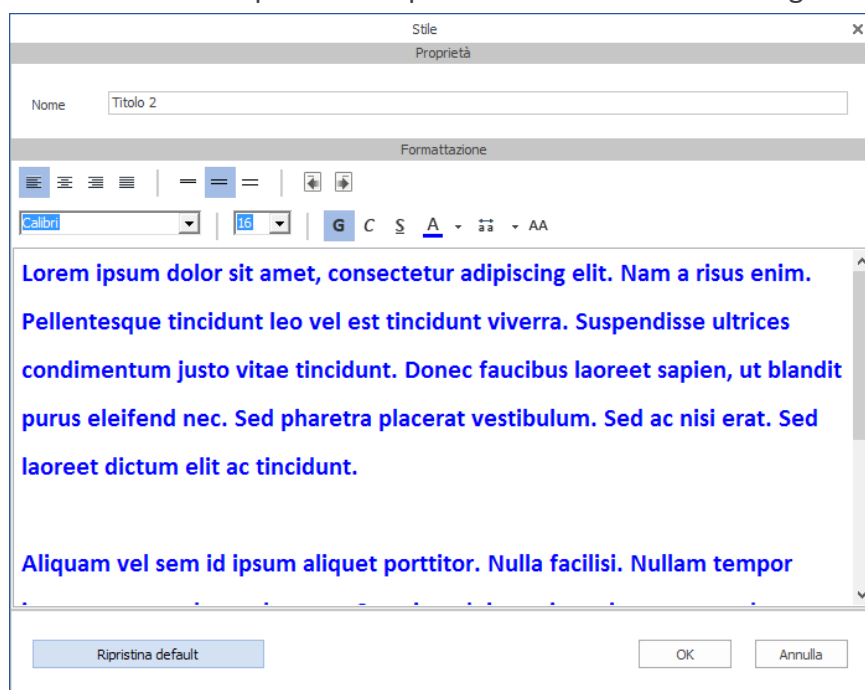 Stile
Proprietà
Nome Titolo 2
Formattazione
Calibri 16 G C S A aa AA
Lorem ipsum dolor sit amet, consectetur adipiscing elit. Nam a risus enim.
Pellentesque tincidunt leo vel est tincidunt viverra. Suspendisse ultrices
condimentum justo vitae tincidunt. Donec faucibus laoreet sapien, ut blandit
purus eleifend nec. Sed pharetra placerat vestibulum. Sed ac nisi erat. Sed
laoreet dictum elit ac tincidunt.
Aliquam vel sem id ipsum aliquet porttitor. Nulla facilisi. Nullam tempor
Ripristina default OK Annulla